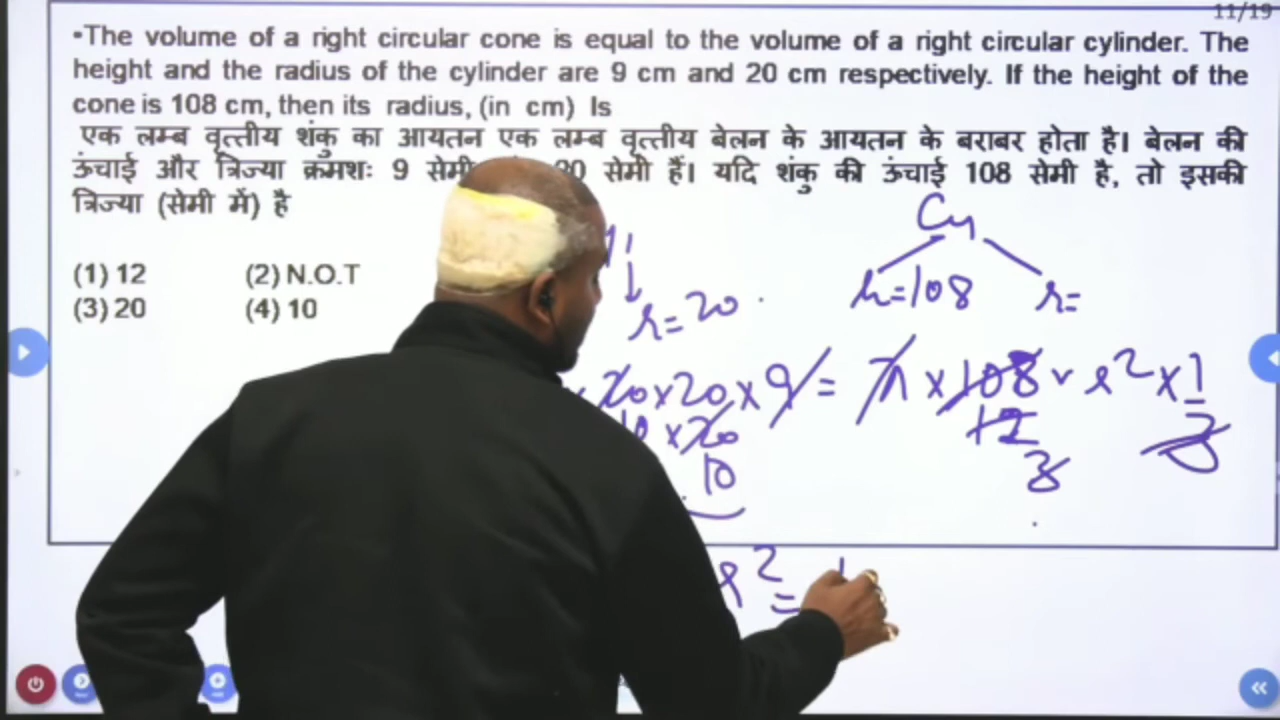 11/19
•The volume of a right circular cone is equal to the volume of a right circular cylinder. The
height and the radius of the cylinder are 9 cm and 20 cm respectively. If the height of the
cone is 108 cm, then its radius, (in cm) Is
एक लम्ब वृत्तीय शंकु का आयतन एक लम्ब वृत्तीय बेलन के आयतन के बराबर होता है। बेलन की
ऊंचाई और त्रिज्या क्रमशः 9 सेमी 20 सेमी हैं। यदि शंकु की ऊंचाई 108 सेमी है, तो इसकी
त्रिज्या (सेमी में) है
(1) 12 (2) N.O.T
(3) 20 (4) 10
Cy
h=108 r=
r=20
20×20×9 = π×108×r²×1
10×20 12 3
10 3
r²=